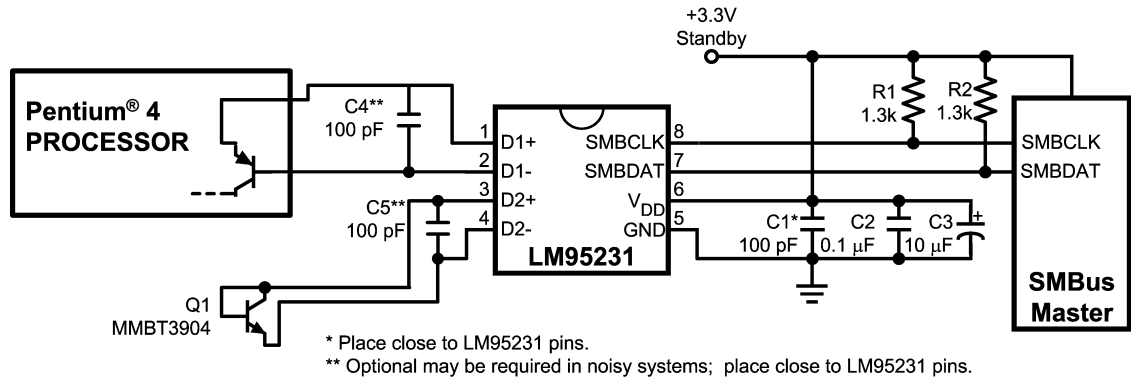 +3.3V
Standby
Pentium® 4
PROCESSOR
C4**
100 pF
R1
1.3k
R2
1.3k
1 D1+
2 D1-
3 D2+
4 D2-
SMBCLK 8
SMBDAT 7
VDD 6
GND 5
LM95231
SMBCLK
SMBDAT
SMBus
Master
C5**
100 pF
C1*
100 pF
C2
0.1 µF
C3
10 µF
+
Q1
MMBT3904
* Place close to LM95231 pins.
** Optional may be required in noisy systems; place close to LM95231 pins.